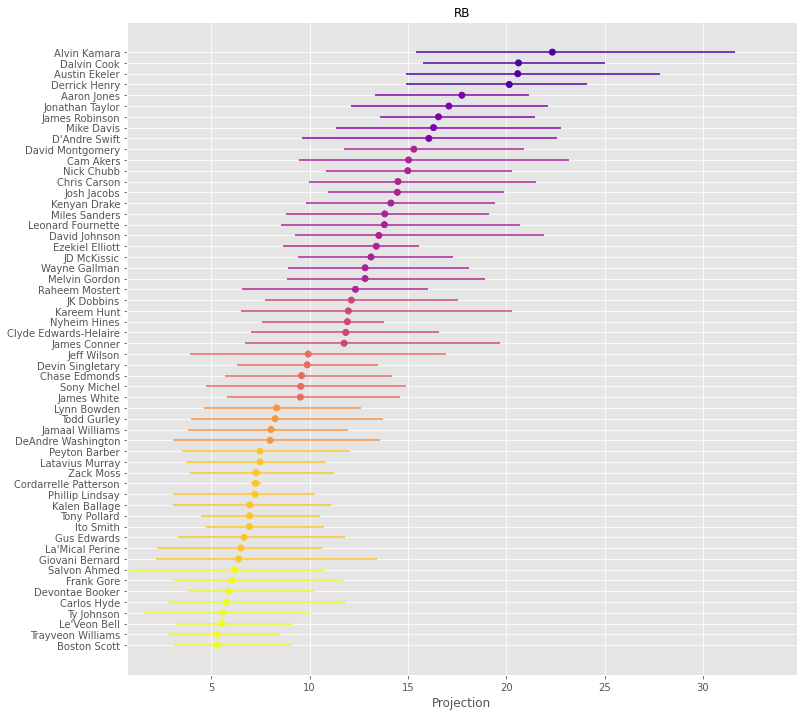 RB
Alvin Kamara
Dalvin Cook
Austin Ekeler
Derrick Henry
Aaron Jones
Jonathan Taylor
James Robinson
Mike Davis
D'Andre Swift
David Montgomery
Cam Akers
Nick Chubb
Chris Carson
Josh Jacobs
Kenyan Drake
Miles Sanders
Leonard Fournette
David Johnson
Ezekiel Elliott
JD McKissic
Wayne Gallman
Melvin Gordon
Raheem Mostert
JK Dobbins
Kareem Hunt
Nyheim Hines
Clyde Edwards-Helaire
James Conner
Jeff Wilson
Devin Singletary
Chase Edmonds
Sony Michel
James White
Lynn Bowden
Todd Gurley
Jamaal Williams
DeAndre Washington
Peyton Barber
Latavius Murray
Zack Moss
Cordarrelle Patterson
Phillip Lindsay
Kalen Ballage
Tony Pollard
Ito Smith
Gus Edwards
La'Mical Perine
Giovani Bernard
Salvon Ahmed
Frank Gore
Devontae Booker
Carlos Hyde
Ty Johnson
Le'Veon Bell
Trayveon Williams
Boston Scott
5 10 15 20 25 30
Projection